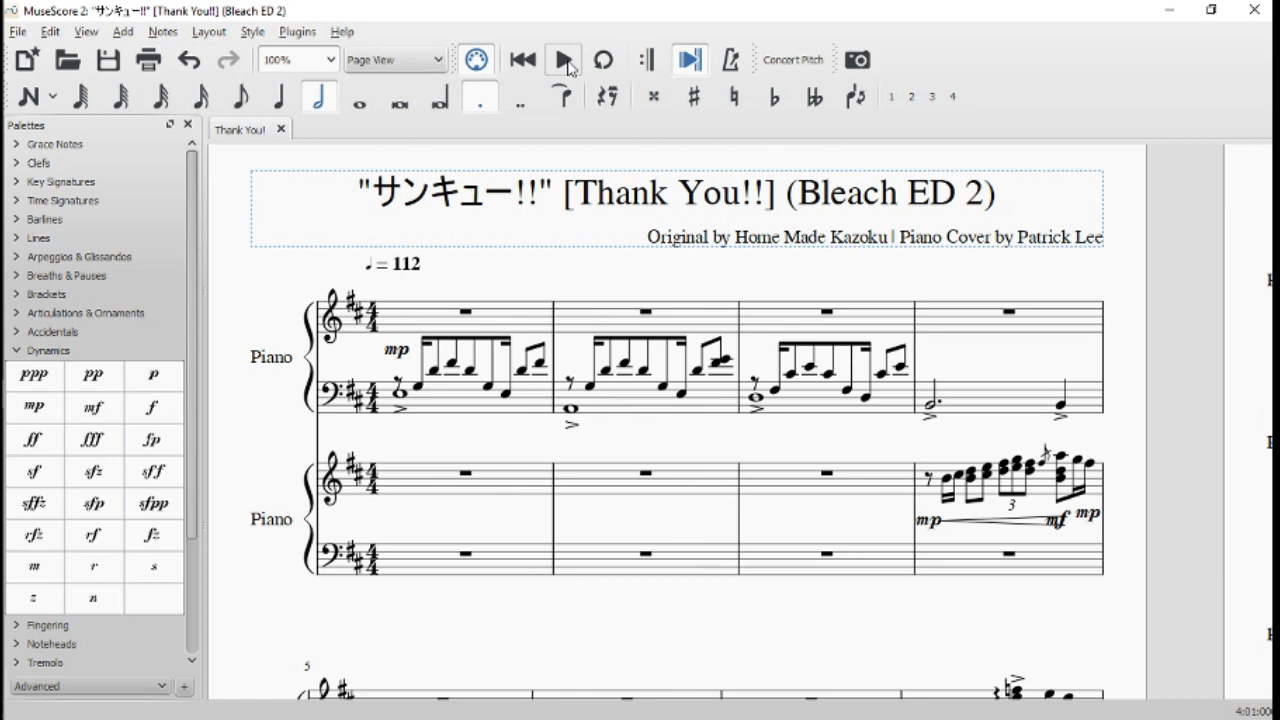 MuseScore 2: "サンキュー!!" [Thank You!!] (Bleach ED 2)
File Edit View Add Notes Layout Style Plugins Help
100% Page View Concert Pitch
1 2 3 4
Palettes
Thank You!
Grace Notes
Clefs
Key Signatures
Time Signatures
Barlines
Lines
Arpeggios & Glissandos
Breaths & Pauses
Brackets
Articulations & Ornaments
Accidentals
Dynamics
ppp pp p
mp mf f
ff fff fp
sf sfz sff
sffz sfp sfpp
rfz rf fz
m r s
z n
Fingering
Noteheads
Tremolo
Advanced
"サンキュー!!" [Thank You!!] (Bleach ED 2)
Original by Home Made Kazoku | Piano Cover by Patrick Lee
= 112
mp
Piano
3
mp mf mp
Piano
5